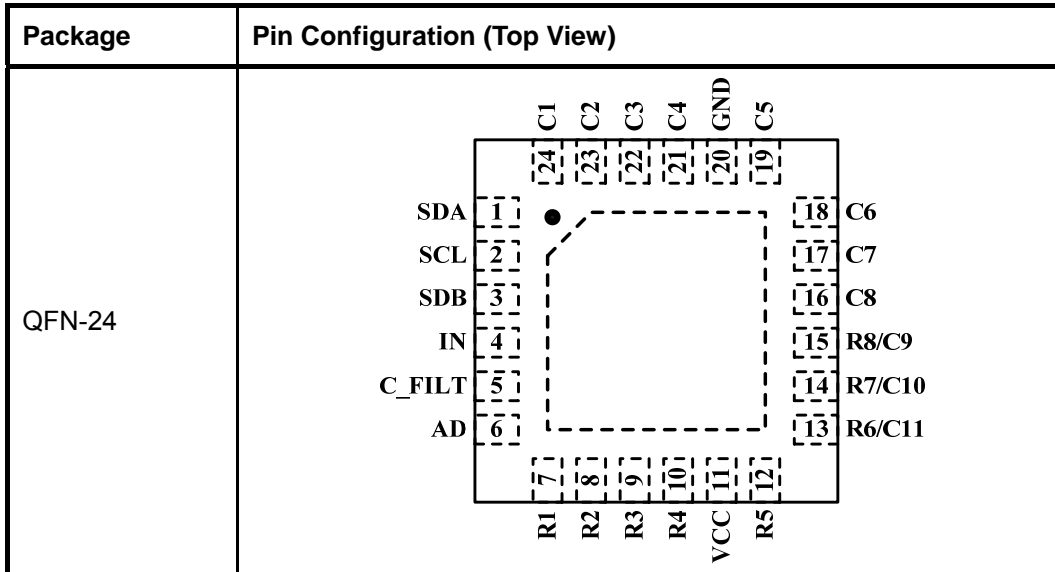 Package Pin Configuration (Top View)
QFN-24
C1 C2 C3 C4 GND C5
24 23 22 21 20 19
SDA 1 18 C6
SCL 2 17 C7
SDB 3 16 C8
IN 4 15 R8/C9
C_FILT 5 14 R7/C10
AD 6 13 R6/C11
7 8 9 10 11 12
R1 R2 R3 R4 VCC R5